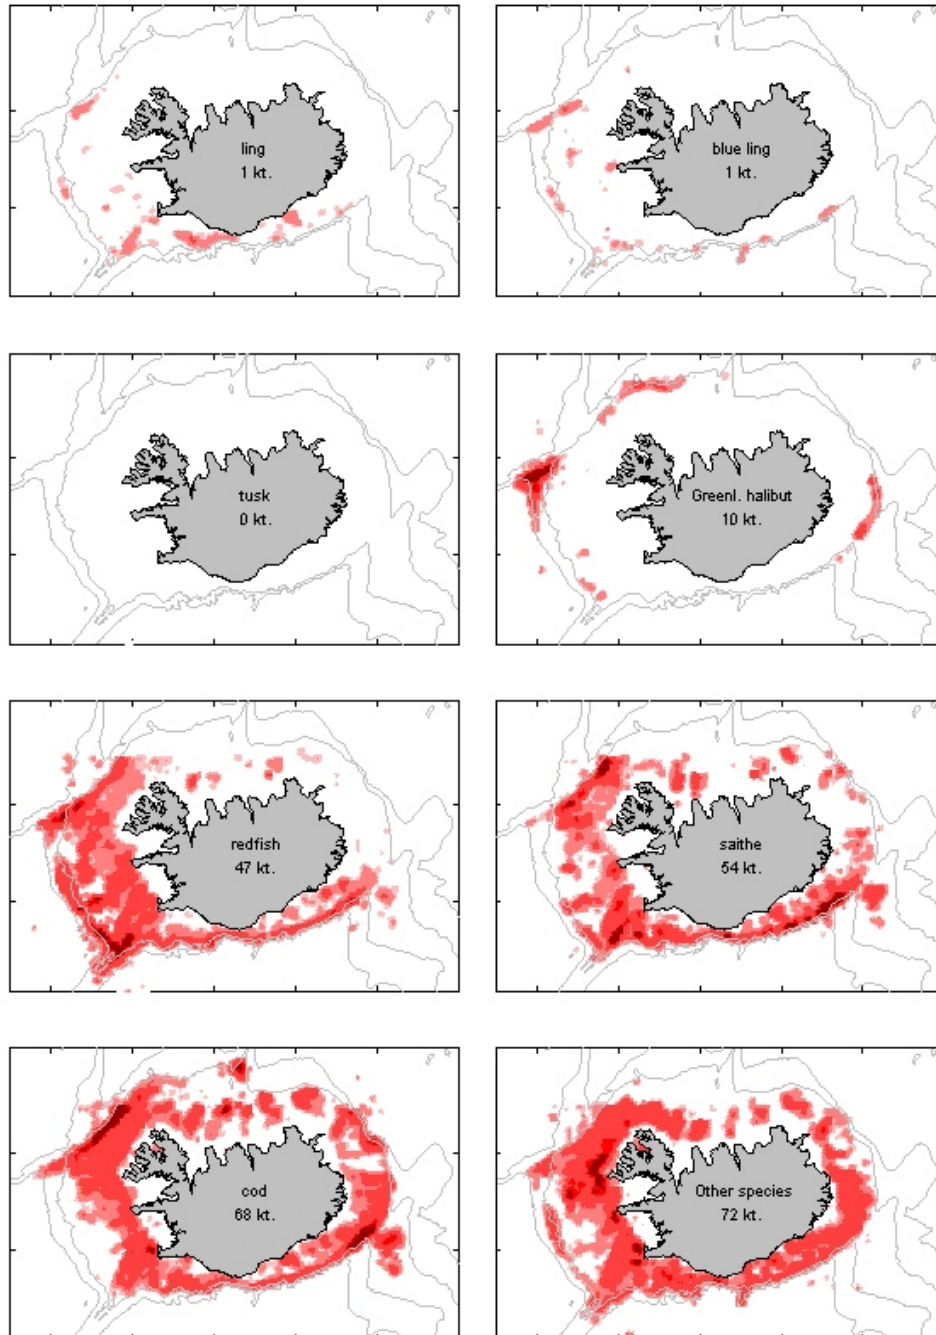 ling
1 kt.
blue ling
1 kt.
tusk
0 kt.
Greenl. halibut
10 kt.
redfish
47 kt.
saithe
54 kt.
cod
68 kt.
Other species
72 kt.